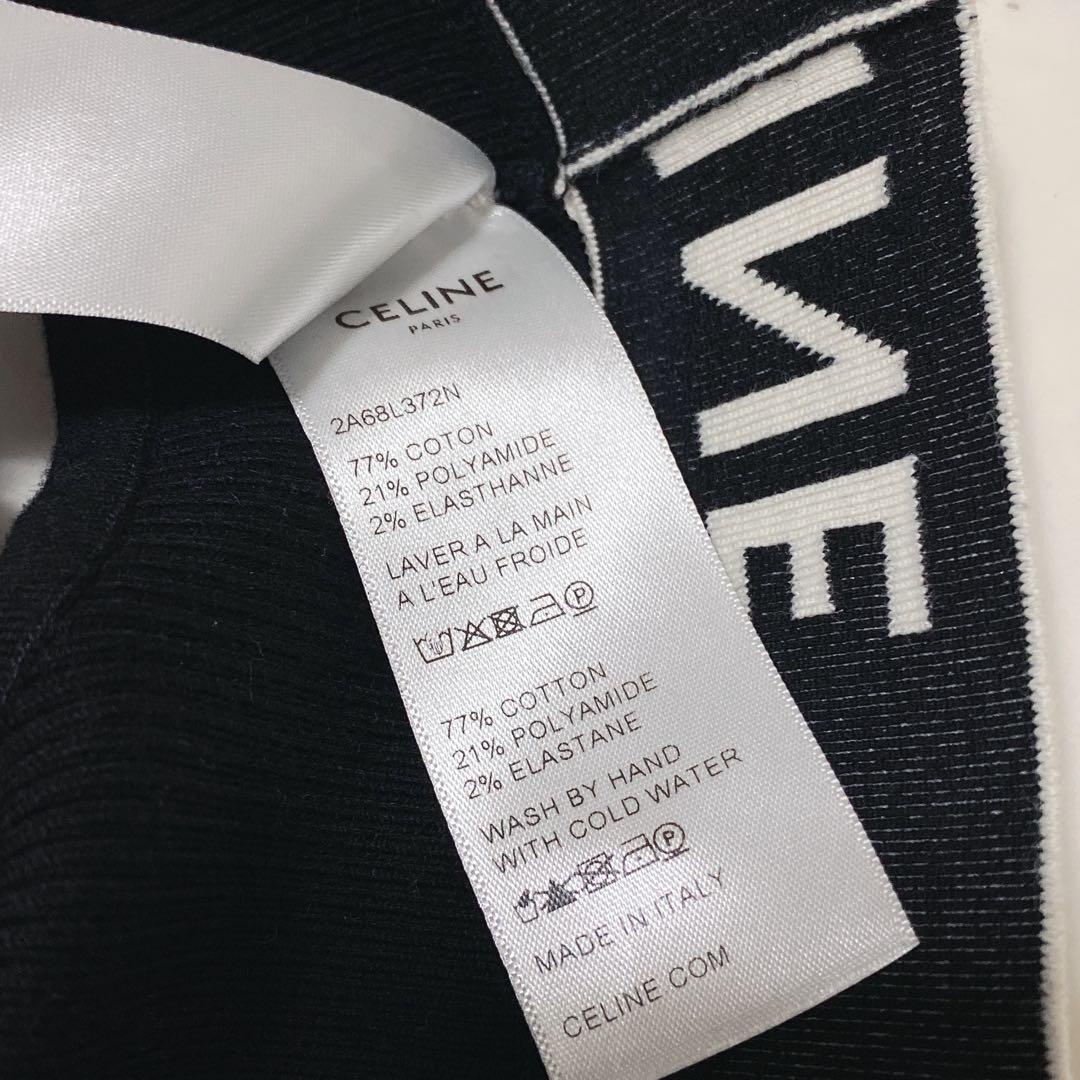 CELINE
PARIS
2A68L372N
77% COTON
21% POLYAMIDE
2% ELASTHANNE
LAVER A LA MAIN
A L'EAU FROIDE
P
77% COTTON
21% POLYAMIDE
2% ELASTANE
WASH BY HAND
WITH COLD WATER
P
MADE IN ITALY
CELINE COM
INE